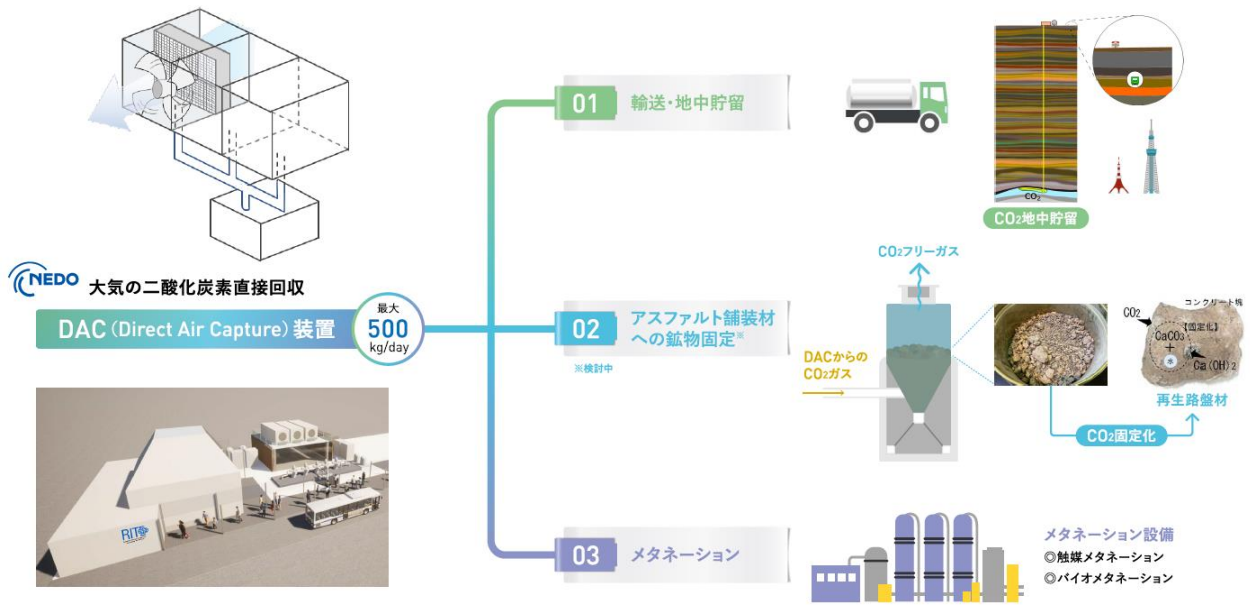 NEDO
大気の二酸化炭素直接回収
DAC（Direct Air Capture）装置
最大
500
kg/day
RITE
01
輸送・地中貯留
CO₂
CO₂地中貯留
02
アスファルト舗装材
への鉱物固定※
※検討中
CO₂フリーガス
DACからの
CO₂ガス
コンクリート塊
CO₂
【固定化】
CaCO₃
+
水
Ca(OH)₂
再生路盤材
CO₂固定化
03
メタネーション
メタネーション設備
◎触媒メタネーション
◎バイオメタネーション